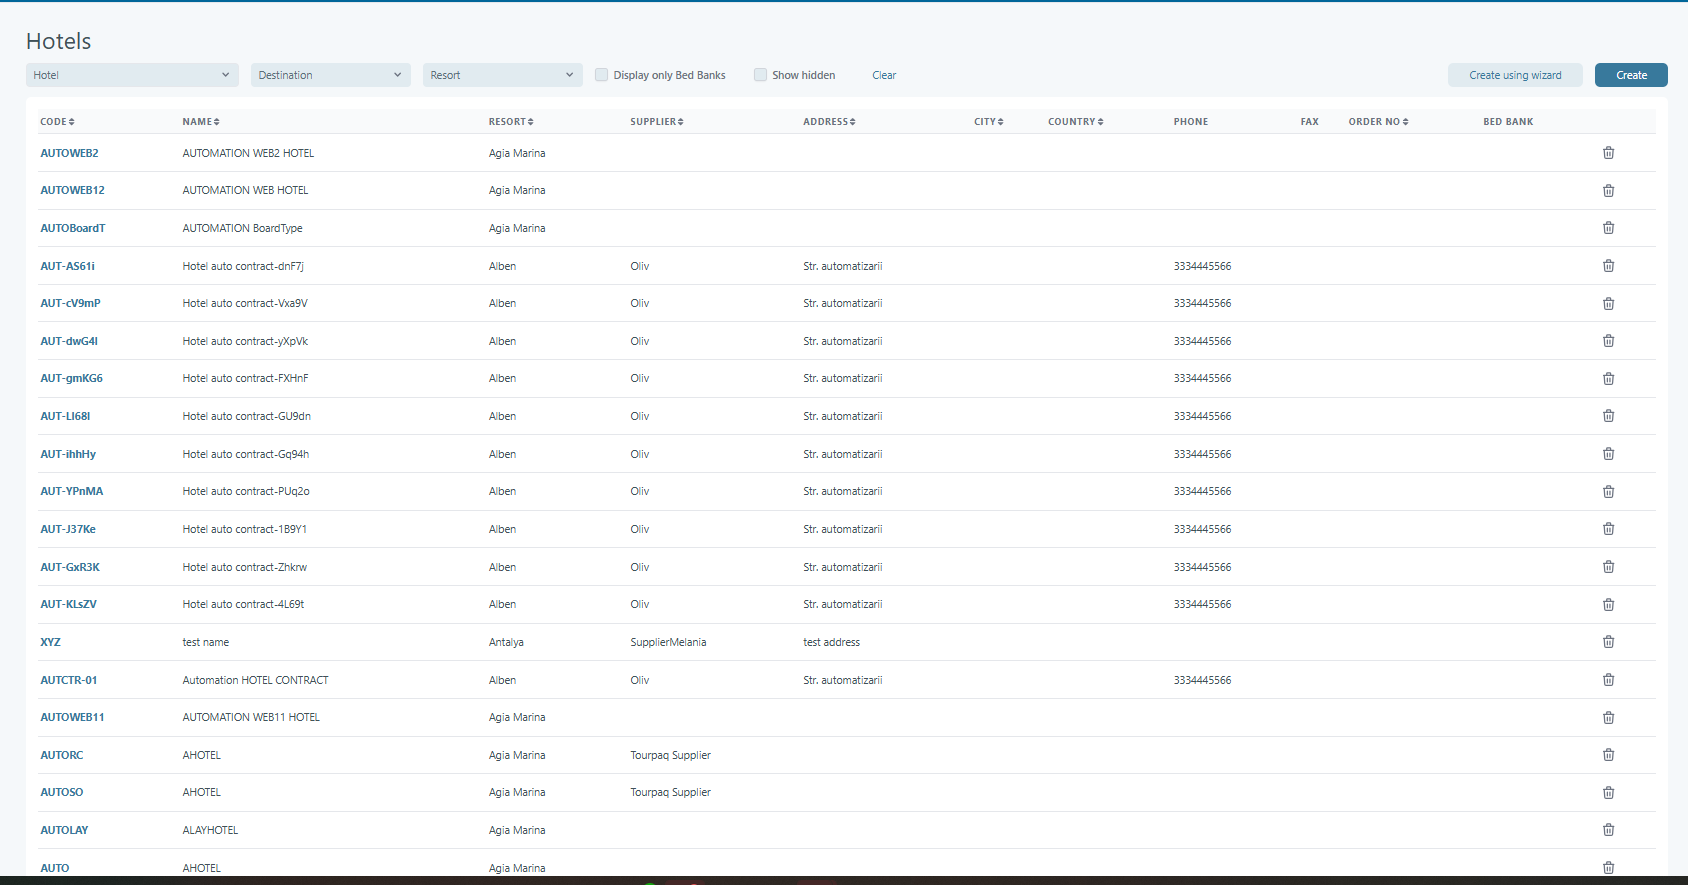 Hotels
Hotel Destination Resort Display only Bed Banks Show hidden Clear Create using wizard Create
CODE NAME RESORT SUPPLIER ADDRESS CITY COUNTRY PHONE FAX ORDER NO BED BANK
AUTOWEB2 AUTOMATION WEB2 HOTEL Agia Marina
AUTOWEB12 AUTOMATION WEB HOTEL Agia Marina
AUTOBoardT AUTOMATION BoardType Agia Marina
AUT-AS61i Hotel auto contract-dnF7j Alben Oliv Str. automatizarii 3334445566
AUT-cV9mP Hotel auto contract-Vxa9V Alben Oliv Str. automatizarii 3334445566
AUT-dwG4l Hotel auto contract-yXpVk Alben Oliv Str. automatizarii 3334445566
AUT-gmKG6 Hotel auto contract-FXHnF Alben Oliv Str. automatizarii 3334445566
AUT-LI68I Hotel auto contract-GU9dn Alben Oliv Str. automatizarii 3334445566
AUT-ihhHy Hotel auto contract-Gq94h Alben Oliv Str. automatizarii 3334445566
AUT-YPnMA Hotel auto contract-PUq2o Alben Oliv Str. automatizarii 3334445566
AUT-J37Ke Hotel auto contract-1B9Y1 Alben Oliv Str. automatizarii 3334445566
AUT-GxR3K Hotel auto contract-Zhkrw Alben Oliv Str. automatizarii 3334445566
AUT-KLsZV Hotel auto contract-4L69t Alben Oliv Str. automatizarii 3334445566
XYZ test name Antalya SupplierMelania test address
AUTCTR-01 Automation HOTEL CONTRACT Alben Oliv Str. automatizarii 3334445566
AUTOWEB11 AUTOMATION WEB11 HOTEL Agia Marina
AUTORC AHOTEL Agia Marina Tourpaq Supplier
AUTOSO AHOTEL Agia Marina Tourpaq Supplier
AUTOLAY ALAYHOTEL Agia Marina
AUTO AHOTEL Agia Marina